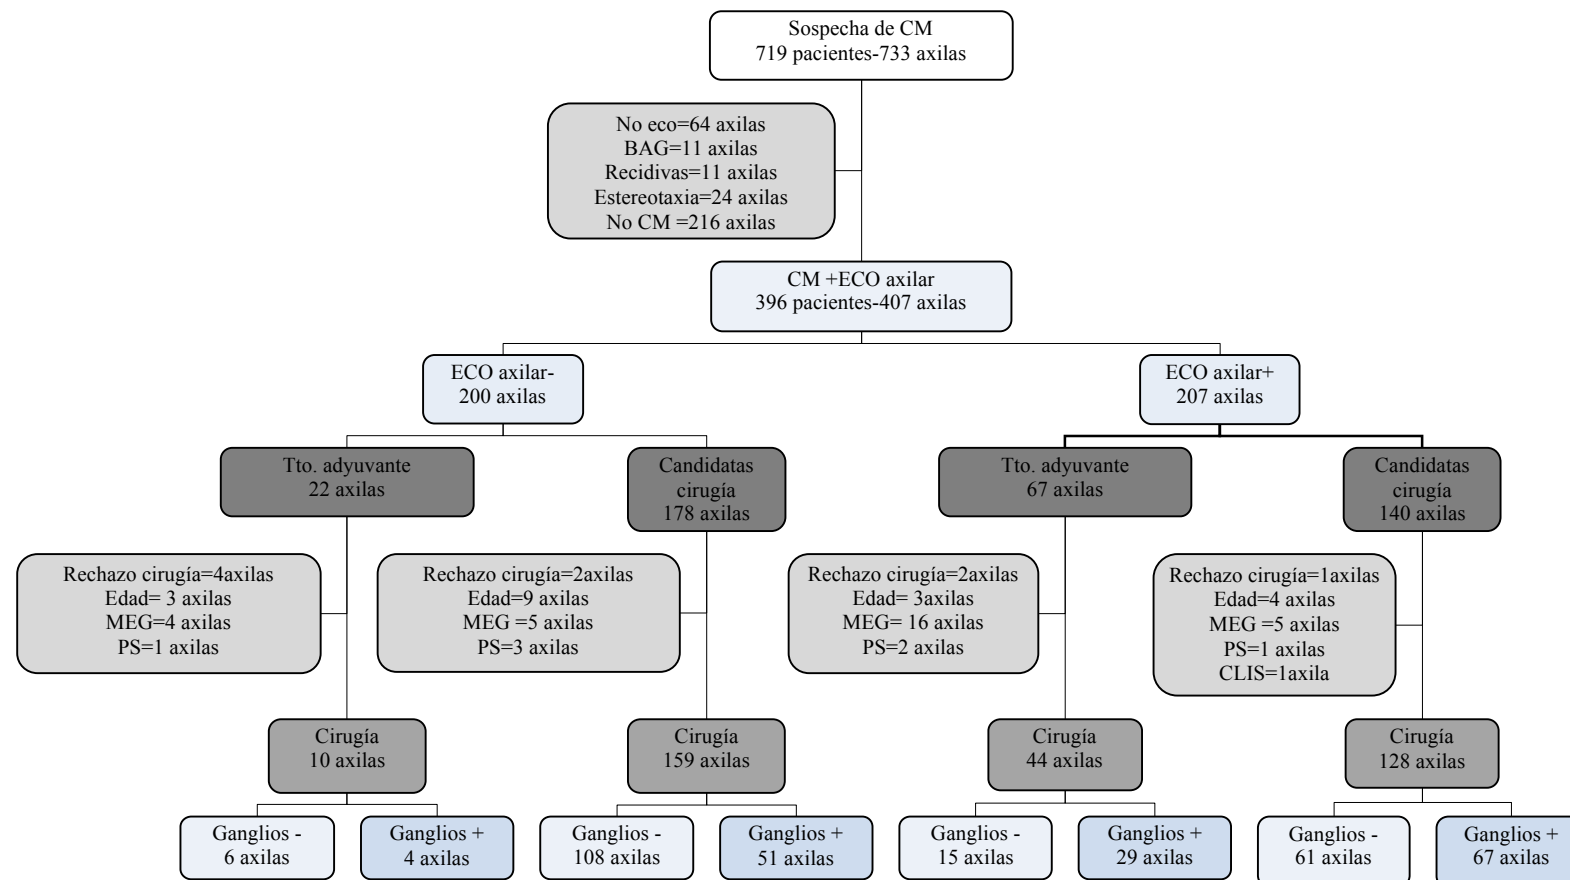 Sospecha de CM
719 pacientes-733 axilas
No eco=64 axilas
BAG=11 axilas
Recidivas=11 axilas
Estereotaxia=24 axilas
No CM =216 axilas
CM +ECO axilar
396 pacientes-407 axilas
ECO axilar-
200 axilas
ECO axilar+
207 axilas
Tto. adyuvante
22 axilas
Candidatas
cirugía
178 axilas
Tto. adyuvante
67 axilas
Candidatas
cirugía
140 axilas
Rechazo cirugía=4axilas
Edad= 3 axilas
MEG=4 axilas
PS=1 axilas
Rechazo cirugía=2axilas
Edad=9 axilas
MEG =5 axilas
PS=3 axilas
Rechazo cirugía=2axilas
Edad= 3axilas
MEG= 16 axilas
PS=2 axilas
Rechazo cirugía=1axilas
Edad=4 axilas
MEG =5 axilas
PS=1 axilas
CLIS=1axila
Cirugía
10 axilas
Cirugía
159 axilas
Cirugía
44 axilas
Cirugía
128 axilas
Ganglios -
6 axilas
Ganglios +
4 axilas
Ganglios -
108 axilas
Ganglios +
51 axilas
Ganglios -
15 axilas
Ganglios +
29 axilas
Ganglios -
61 axilas
Ganglios +
67 axilas